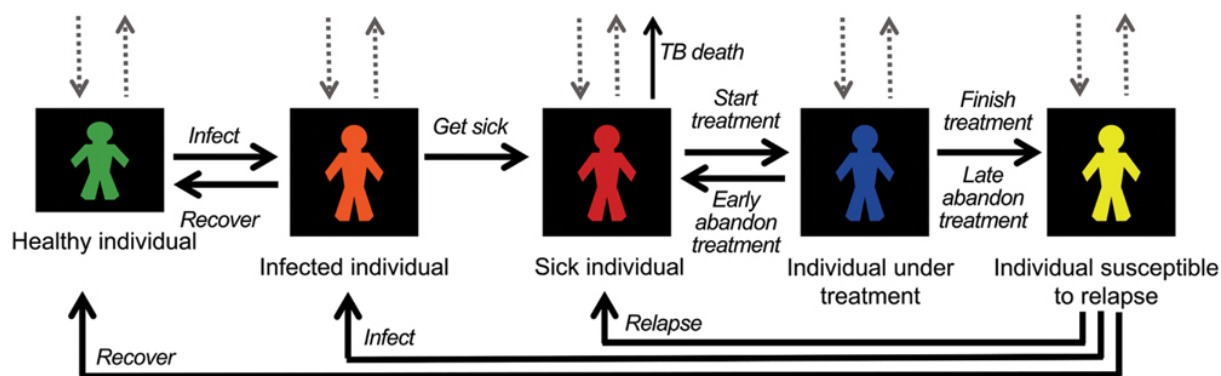 TB death
Infect
Recover
Get sick
Start
treatment
Early
abandon
treatment
Finish
treatment
Late
abandon
treatment
Healthy individual
Infected individual
Sick individual
Individual under
treatment
Individual susceptible
to relapse
Relapse
Infect
Recover